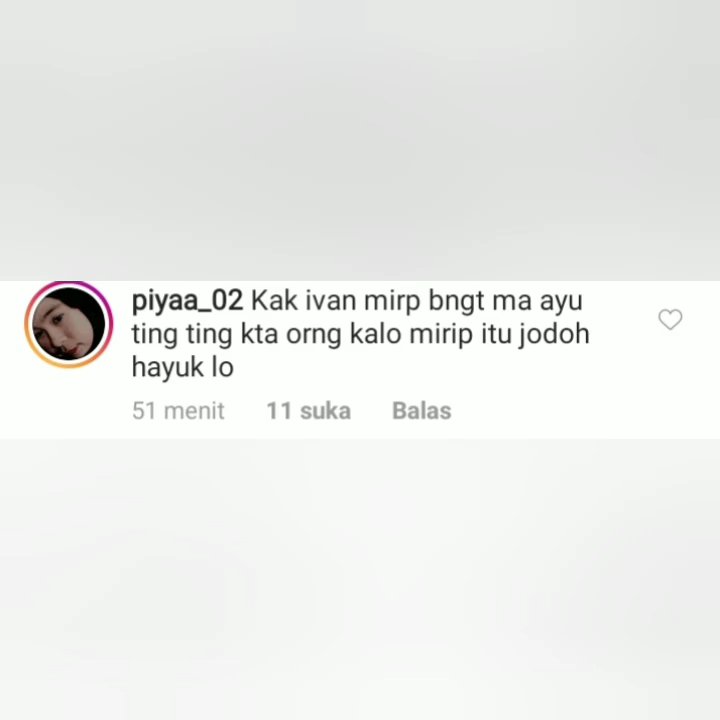 piyaa_02 Kak ivan mirp bngt ma ayu
ting ting kta orng kalo mirip itu jodoh
hayuk lo
51 menit 11 suka Balas